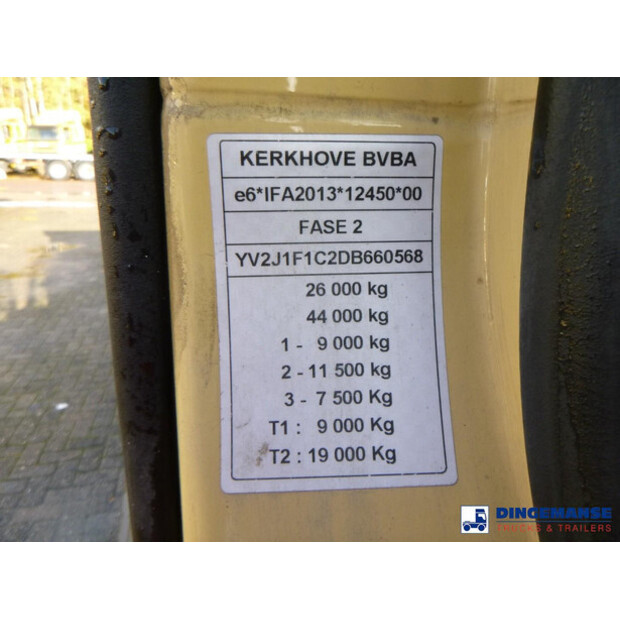 KERKHOVE BVBA
e6*IFA2013*12450*00
FASE 2
YV2J1F1C2DB660568
26 000 kg
44 000 kg
1 - 9 000 kg
2 - 11 500 kg
3 - 7 500 Kg
T1 : 9 000 Kg
T2 : 19 000 Kg
DINGEMANSE
TRUCKS & TRAILERS